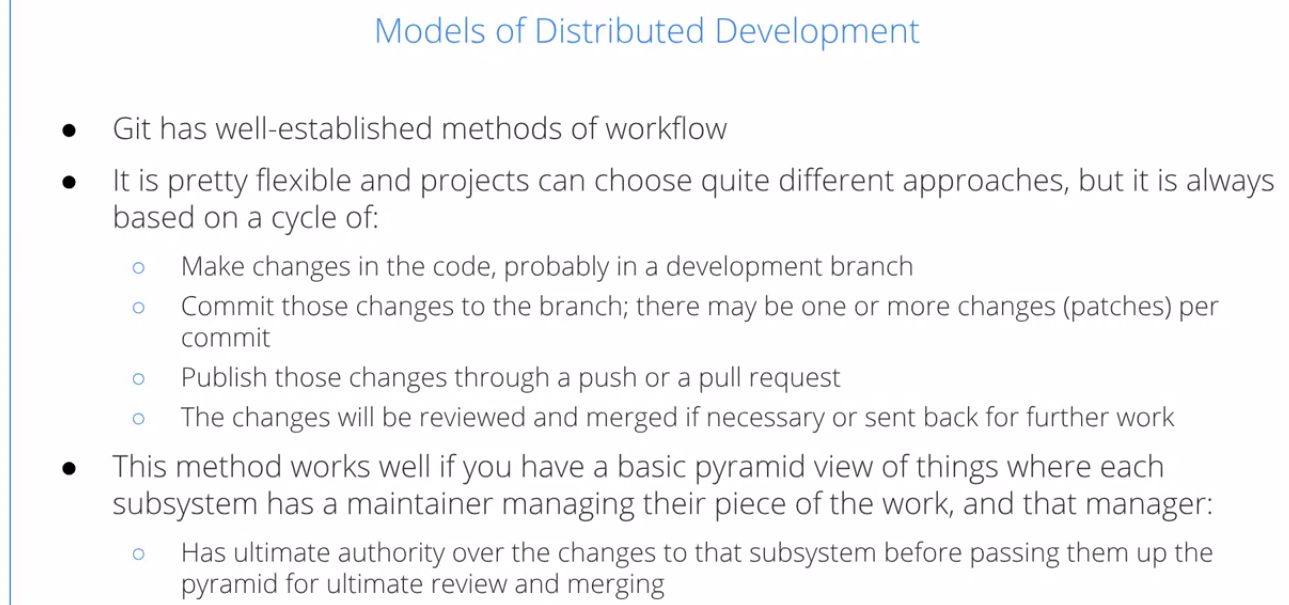 Models of Distributed Development
● Git has well-established methods of workflow
● It is pretty flexible and projects can choose quite different approaches, but it is always
based on a cycle of:
○ Make changes in the code, probably in a development branch
○ Commit those changes to the branch; there may be one or more changes (patches) per
commit
○ Publish those changes through a push or a pull request
○ The changes will be reviewed and merged if necessary or sent back for further work
● This method works well if you have a basic pyramid view of things where each
subsystem has a maintainer managing their piece of the work, and that manager:
○ Has ultimate authority over the changes to that subsystem before passing them up the
pyramid for ultimate review and merging